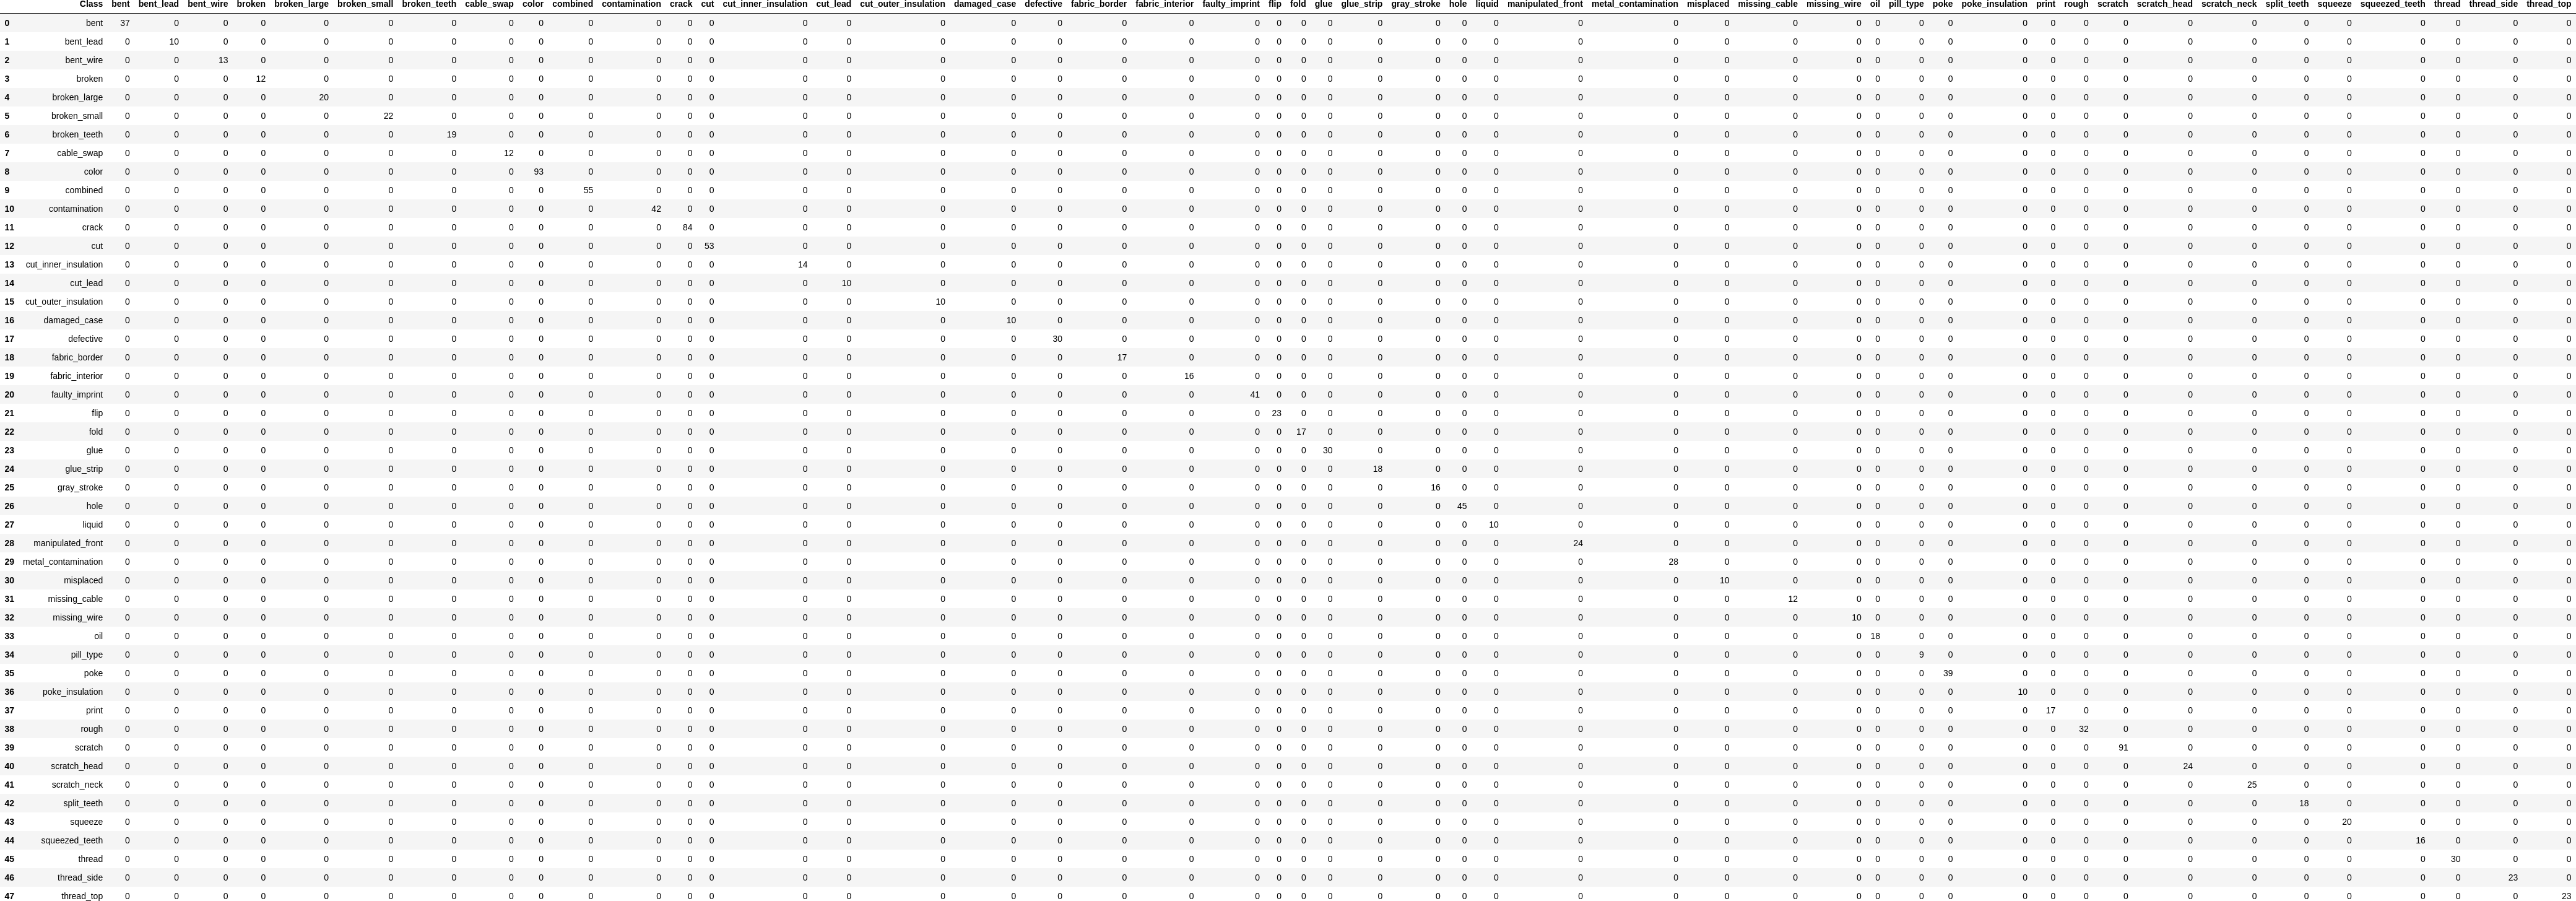 Class bent bent_lead bent_wire broken broken_large broken_small broken_teeth cable_swap color combined contamination crack cut cut_inner_insulation cut_lead cut_outer_insulation damaged_case defective fabric_border fabric_interior faulty_imprint flip fold glue glue_strip gray_stroke hole liquid manipulated_front metal_contamination misplaced missing_cable missing_wire oil pill_type poke poke_insulation print rough scratch scratch_head scratch_neck split_teeth squeeze squeezed_teeth thread thread_side thread_top
0 bent 37 0 0 0 0 0 0 0 0 0 0 0 0 0 0 0 0 0 0 0 0 0 0 0 0 0 0 0 0 0 0 0 0 0 0 0 0 0 0 0 0 0 0 0 0 0 0 0
1 bent_lead 0 10 0 0 0 0 0 0 0 0 0 0 0 0 0 0 0 0 0 0 0 0 0 0 0 0 0 0 0 0 0 0 0 0 0 0 0 0 0 0 0 0 0 0 0 0 0 0
2 bent_wire 0 0 13 0 0 0 0 0 0 0 0 0 0 0 0 0 0 0 0 0 0 0 0 0 0 0 0 0 0 0 0 0 0 0 0 0 0 0 0 0 0 0 0 0 0 0 0 0
3 broken 0 0 0 12 0 0 0 0 0 0 0 0 0 0 0 0 0 0 0 0 0 0 0 0 0 0 0 0 0 0 0 0 0 0 0 0 0 0 0 0 0 0 0 0 0 0 0 0
4 broken_large 0 0 0 0 20 0 0 0 0 0 0 0 0 0 0 0 0 0 0 0 0 0 0 0 0 0 0 0 0 0 0 0 0 0 0 0 0 0 0 0 0 0 0 0 0 0 0 0
5 broken_small 0 0 0 0 0 22 0 0 0 0 0 0 0 0 0 0 0 0 0 0 0 0 0 0 0 0 0 0 0 0 0 0 0 0 0 0 0 0 0 0 0 0 0 0 0 0 0 0
6 broken_teeth 0 0 0 0 0 0 19 0 0 0 0 0 0 0 0 0 0 0 0 0 0 0 0 0 0 0 0 0 0 0 0 0 0 0 0 0 0 0 0 0 0 0 0 0 0 0 0 0
7 cable_swap 0 0 0 0 0 0 0 12 0 0 0 0 0 0 0 0 0 0 0 0 0 0 0 0 0 0 0 0 0 0 0 0 0 0 0 0 0 0 0 0 0 0 0 0 0 0 0 0
8 color 0 0 0 0 0 0 0 0 93 0 0 0 0 0 0 0 0 0 0 0 0 0 0 0 0 0 0 0 0 0 0 0 0 0 0 0 0 0 0 0 0 0 0 0 0 0 0 0
9 combined 0 0 0 0 0 0 0 0 0 55 0 0 0 0 0 0 0 0 0 0 0 0 0 0 0 0 0 0 0 0 0 0 0 0 0 0 0 0 0 0 0 0 0 0 0 0 0 0
10 contamination 0 0 0 0 0 0 0 0 0 0 42 0 0 0 0 0 0 0 0 0 0 0 0 0 0 0 0 0 0 0 0 0 0 0 0 0 0 0 0 0 0 0 0 0 0 0 0 0
11 crack 0 0 0 0 0 0 0 0 0 0 0 84 0 0 0 0 0 0 0 0 0 0 0 0 0 0 0 0 0 0 0 0 0 0 0 0 0 0 0 0 0 0 0 0 0 0 0 0
12 cut 0 0 0 0 0 0 0 0 0 0 0 0 53 0 0 0 0 0 0 0 0 0 0 0 0 0 0 0 0 0 0 0 0 0 0 0 0 0 0 0 0 0 0 0 0 0 0 0
13 cut_inner_insulation 0 0 0 0 0 0 0 0 0 0 0 0 0 14 0 0 0 0 0 0 0 0 0 0 0 0 0 0 0 0 0 0 0 0 0 0 0 0 0 0 0 0 0 0 0 0 0 0
14 cut_lead 0 0 0 0 0 0 0 0 0 0 0 0 0 0 10 0 0 0 0 0 0 0 0 0 0 0 0 0 0 0 0 0 0 0 0 0 0 0 0 0 0 0 0 0 0 0 0 0
15 cut_outer_insulation 0 0 0 0 0 0 0 0 0 0 0 0 0 0 0 10 0 0 0 0 0 0 0 0 0 0 0 0 0 0 0 0 0 0 0 0 0 0 0 0 0 0 0 0 0 0 0 0
16 damaged_case 0 0 0 0 0 0 0 0 0 0 0 0 0 0 0 0 10 0 0 0 0 0 0 0 0 0 0 0 0 0 0 0 0 0 0 0 0 0 0 0 0 0 0 0 0 0 0 0
17 defective 0 0 0 0 0 0 0 0 0 0 0 0 0 0 0 0 0 30 0 0 0 0 0 0 0 0 0 0 0 0 0 0 0 0 0 0 0 0 0 0 0 0 0 0 0 0 0 0
18 fabric_border 0 0 0 0 0 0 0 0 0 0 0 0 0 0 0 0 0 0 17 0 0 0 0 0 0 0 0 0 0 0 0 0 0 0 0 0 0 0 0 0 0 0 0 0 0 0 0 0
19 fabric_interior 0 0 0 0 0 0 0 0 0 0 0 0 0 0 0 0 0 0 0 16 0 0 0 0 0 0 0 0 0 0 0 0 0 0 0 0 0 0 0 0 0 0 0 0 0 0 0 0
20 faulty_imprint 0 0 0 0 0 0 0 0 0 0 0 0 0 0 0 0 0 0 0 0 41 0 0 0 0 0 0 0 0 0 0 0 0 0 0 0 0 0 0 0 0 0 0 0 0 0 0 0
21 flip 0 0 0 0 0 0 0 0 0 0 0 0 0 0 0 0 0 0 0 0 0 23 0 0 0 0 0 0 0 0 0 0 0 0 0 0 0 0 0 0 0 0 0 0 0 0 0 0
22 fold 0 0 0 0 0 0 0 0 0 0 0 0 0 0 0 0 0 0 0 0 0 0 17 0 0 0 0 0 0 0 0 0 0 0 0 0 0 0 0 0 0 0 0 0 0 0 0 0
23 glue 0 0 0 0 0 0 0 0 0 0 0 0 0 0 0 0 0 0 0 0 0 0 0 30 0 0 0 0 0 0 0 0 0 0 0 0 0 0 0 0 0 0 0 0 0 0 0 0
24 glue_strip 0 0 0 0 0 0 0 0 0 0 0 0 0 0 0 0 0 0 0 0 0 0 0 0 18 0 0 0 0 0 0 0 0 0 0 0 0 0 0 0 0 0 0 0 0 0 0 0
25 gray_stroke 0 0 0 0 0 0 0 0 0 0 0 0 0 0 0 0 0 0 0 0 0 0 0 0 0 16 0 0 0 0 0 0 0 0 0 0 0 0 0 0 0 0 0 0 0 0 0 0
26 hole 0 0 0 0 0 0 0 0 0 0 0 0 0 0 0 0 0 0 0 0 0 0 0 0 0 0 45 0 0 0 0 0 0 0 0 0 0 0 0 0 0 0 0 0 0 0 0 0
27 liquid 0 0 0 0 0 0 0 0 0 0 0 0 0 0 0 0 0 0 0 0 0 0 0 0 0 0 0 10 0 0 0 0 0 0 0 0 0 0 0 0 0 0 0 0 0 0 0 0
28 manipulated_front 0 0 0 0 0 0 0 0 0 0 0 0 0 0 0 0 0 0 0 0 0 0 0 0 0 0 0 0 24 0 0 0 0 0 0 0 0 0 0 0 0 0 0 0 0 0 0 0
29 metal_contamination 0 0 0 0 0 0 0 0 0 0 0 0 0 0 0 0 0 0 0 0 0 0 0 0 0 0 0 0 0 28 0 0 0 0 0 0 0 0 0 0 0 0 0 0 0 0 0 0
30 misplaced 0 0 0 0 0 0 0 0 0 0 0 0 0 0 0 0 0 0 0 0 0 0 0 0 0 0 0 0 0 0 10 0 0 0 0 0 0 0 0 0 0 0 0 0 0 0 0 0
31 missing_cable 0 0 0 0 0 0 0 0 0 0 0 0 0 0 0 0 0 0 0 0 0 0 0 0 0 0 0 0 0 0 0 12 0 0 0 0 0 0 0 0 0 0 0 0 0 0 0 0
32 missing_wire 0 0 0 0 0 0 0 0 0 0 0 0 0 0 0 0 0 0 0 0 0 0 0 0 0 0 0 0 0 0 0 0 10 0 0 0 0 0 0 0 0 0 0 0 0 0 0 0
33 oil 0 0 0 0 0 0 0 0 0 0 0 0 0 0 0 0 0 0 0 0 0 0 0 0 0 0 0 0 0 0 0 0 0 18 0 0 0 0 0 0 0 0 0 0 0 0 0 0
34 pill_type 0 0 0 0 0 0 0 0 0 0 0 0 0 0 0 0 0 0 0 0 0 0 0 0 0 0 0 0 0 0 0 0 0 0 9 0 0 0 0 0 0 0 0 0 0 0 0 0
35 poke 0 0 0 0 0 0 0 0 0 0 0 0 0 0 0 0 0 0 0 0 0 0 0 0 0 0 0 0 0 0 0 0 0 0 0 39 0 0 0 0 0 0 0 0 0 0 0 0
36 poke_insulation 0 0 0 0 0 0 0 0 0 0 0 0 0 0 0 0 0 0 0 0 0 0 0 0 0 0 0 0 0 0 0 0 0 0 0 0 10 0 0 0 0 0 0 0 0 0 0 0
37 print 0 0 0 0 0 0 0 0 0 0 0 0 0 0 0 0 0 0 0 0 0 0 0 0 0 0 0 0 0 0 0 0 0 0 0 0 0 17 0 0 0 0 0 0 0 0 0 0
38 rough 0 0 0 0 0 0 0 0 0 0 0 0 0 0 0 0 0 0 0 0 0 0 0 0 0 0 0 0 0 0 0 0 0 0 0 0 0 0 32 0 0 0 0 0 0 0 0 0
39 scratch 0 0 0 0 0 0 0 0 0 0 0 0 0 0 0 0 0 0 0 0 0 0 0 0 0 0 0 0 0 0 0 0 0 0 0 0 0 0 0 91 0 0 0 0 0 0 0 0
40 scratch_head 0 0 0 0 0 0 0 0 0 0 0 0 0 0 0 0 0 0 0 0 0 0 0 0 0 0 0 0 0 0 0 0 0 0 0 0 0 0 0 0 24 0 0 0 0 0 0 0
41 scratch_neck 0 0 0 0 0 0 0 0 0 0 0 0 0 0 0 0 0 0 0 0 0 0 0 0 0 0 0 0 0 0 0 0 0 0 0 0 0 0 0 0 0 25 0 0 0 0 0 0
42 split_teeth 0 0 0 0 0 0 0 0 0 0 0 0 0 0 0 0 0 0 0 0 0 0 0 0 0 0 0 0 0 0 0 0 0 0 0 0 0 0 0 0 0 0 18 0 0 0 0 0
43 squeeze 0 0 0 0 0 0 0 0 0 0 0 0 0 0 0 0 0 0 0 0 0 0 0 0 0 0 0 0 0 0 0 0 0 0 0 0 0 0 0 0 0 0 0 20 0 0 0 0
44 squeezed_teeth 0 0 0 0 0 0 0 0 0 0 0 0 0 0 0 0 0 0 0 0 0 0 0 0 0 0 0 0 0 0 0 0 0 0 0 0 0 0 0 0 0 0 0 0 16 0 0 0
45 thread 0 0 0 0 0 0 0 0 0 0 0 0 0 0 0 0 0 0 0 0 0 0 0 0 0 0 0 0 0 0 0 0 0 0 0 0 0 0 0 0 0 0 0 0 0 30 0 0
46 thread_side 0 0 0 0 0 0 0 0 0 0 0 0 0 0 0 0 0 0 0 0 0 0 0 0 0 0 0 0 0 0 0 0 0 0 0 0 0 0 0 0 0 0 0 0 0 0 23 0
47 thread_top 0 0 0 0 0 0 0 0 0 0 0 0 0 0 0 0 0 0 0 0 0 0 0 0 0 0 0 0 0 0 0 0 0 0 0 0 0 0 0 0 0 0 0 0 0 0 0 23